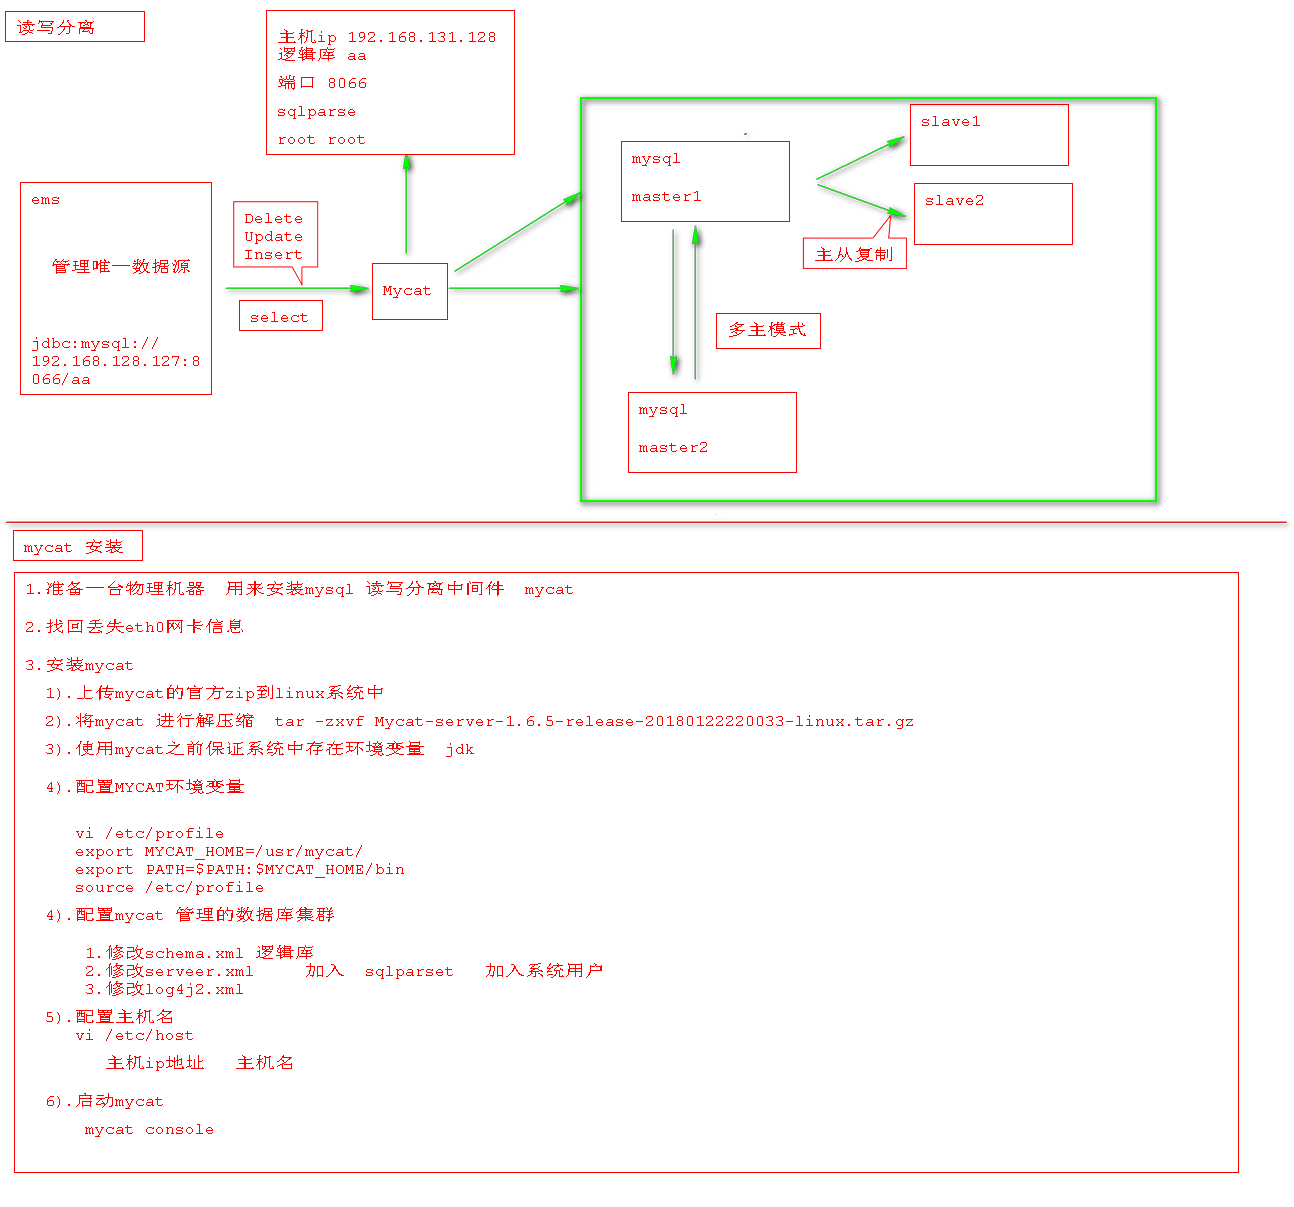 读写分离
主机ip 192.168.131.128
逻辑库 aa
端口 8066
sqlparse
root root
ems
管理唯一数据源
jdbc:mysql://
192.168.128.127:8
066/aa
Delete
Update
Insert
select
Mycat
mysql
master1
slave1
slave2
主从复制
多主模式
mysql
master2
mycat 安装
1.准备一台物理机器 用来安装mysql 读写分离中间件 mycat
2.找回丢失eth0网卡信息
3.安装mycat
1).上传mycat的官方zip到linux系统中
2).将mycat 进行解压缩 tar -zxvf Mycat-server-1.6.5-release-20180122220033-linux.tar.gz
3).使用mycat之前保证系统中存在环境变量 jdk
4).配置MYCAT环境变量
vi /etc/profile
export MYCAT_HOME=/usr/mycat/
export PATH=$PATH:$MYCAT_HOME/bin
source /etc/profile
4).配置mycat 管理的数据库集群
1.修改schema.xml 逻辑库
2.修改serveer.xml 加入 sqlparset 加入系统用户
3.修改log4j2.xml
5).配置主机名
vi /etc/host
主机ip地址 主机名
6).启动mycat
mycat console